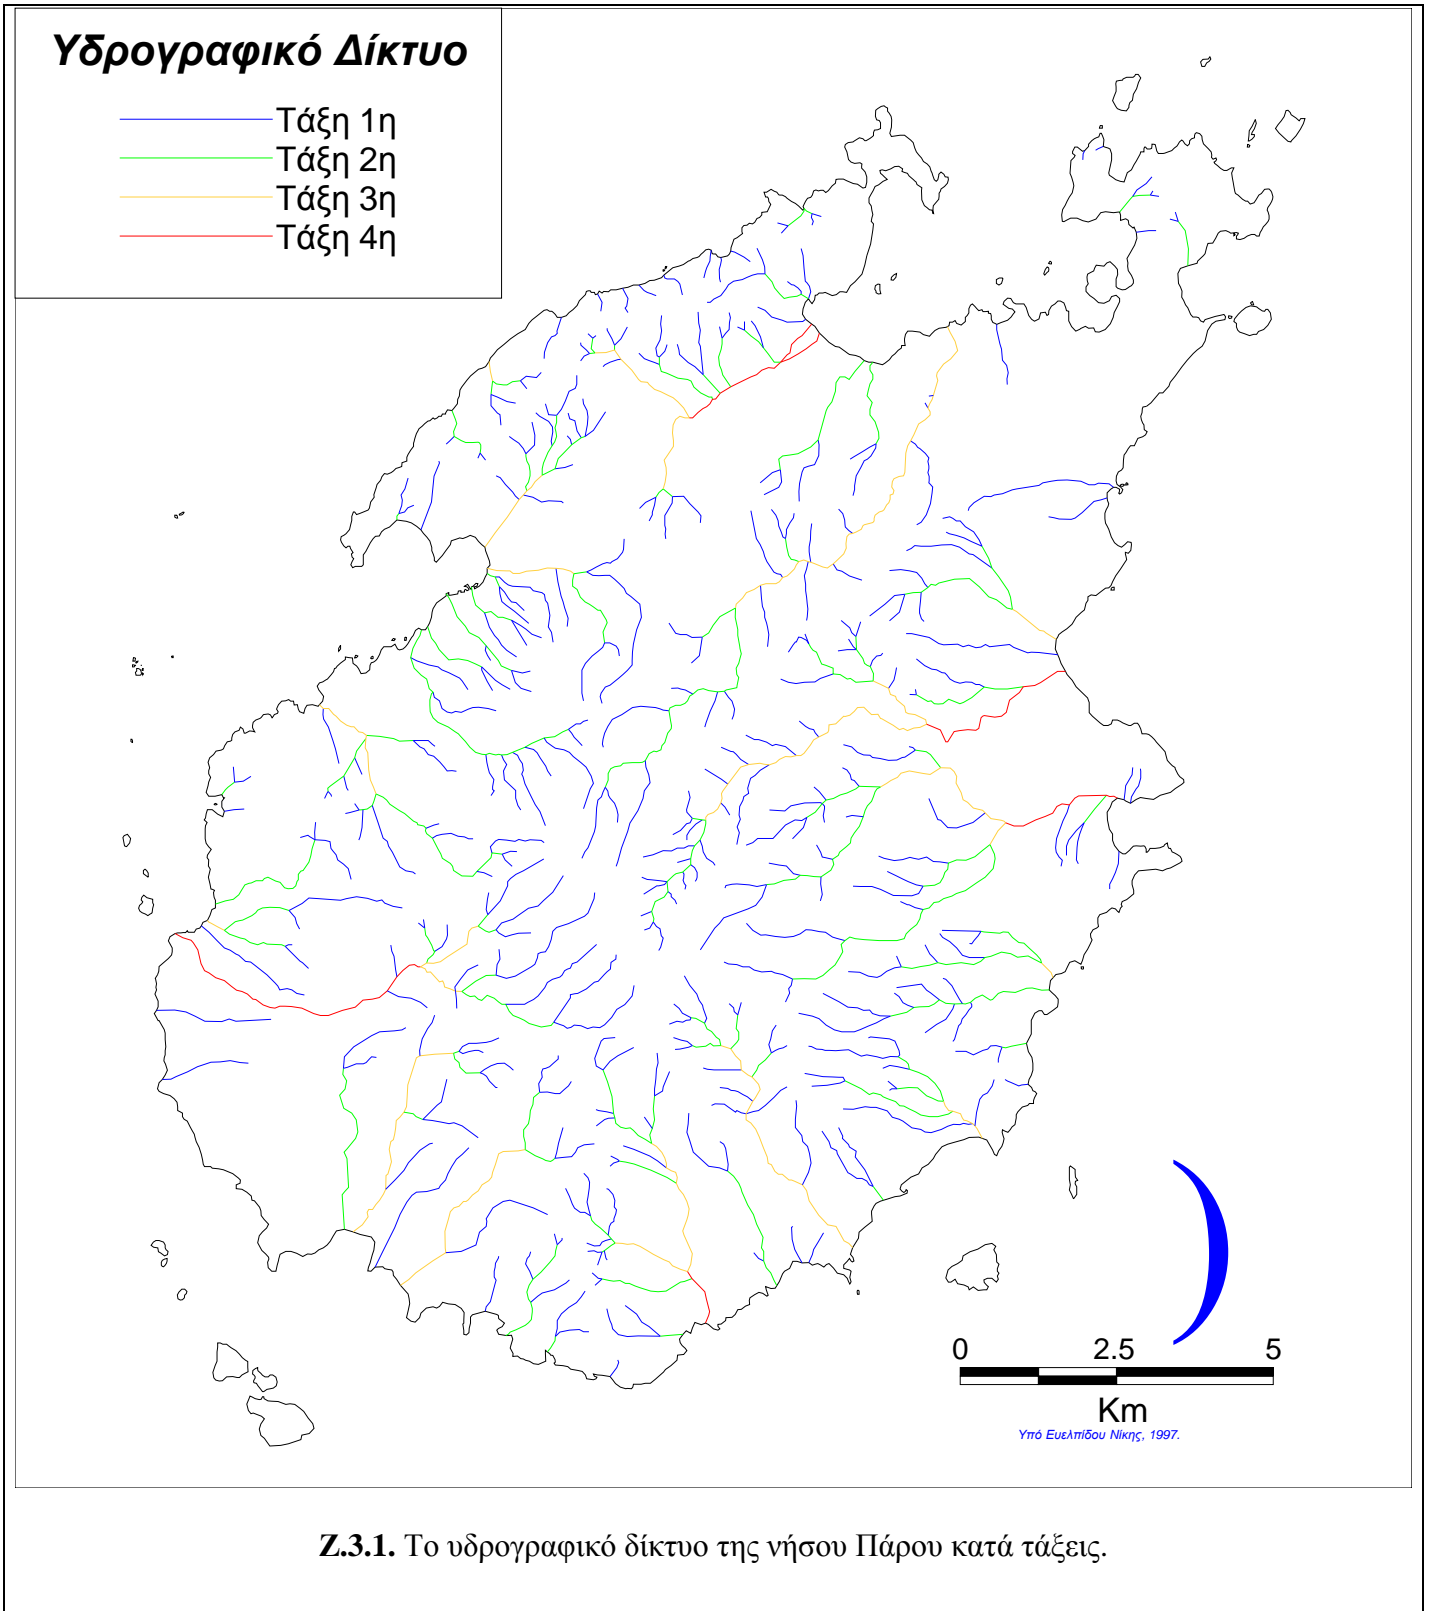 Υδρογραφικό Δίκτυο
Τάξη 1η
Τάξη 2η
Τάξη 3η
Τάξη 4η
0 2.5 5
Km
Υπό Ευελπίδου Νίκης, 1997.
Ζ.3.1. Το υδρογραφικό δίκτυο της νήσου Πάρου κατά τάξεις.